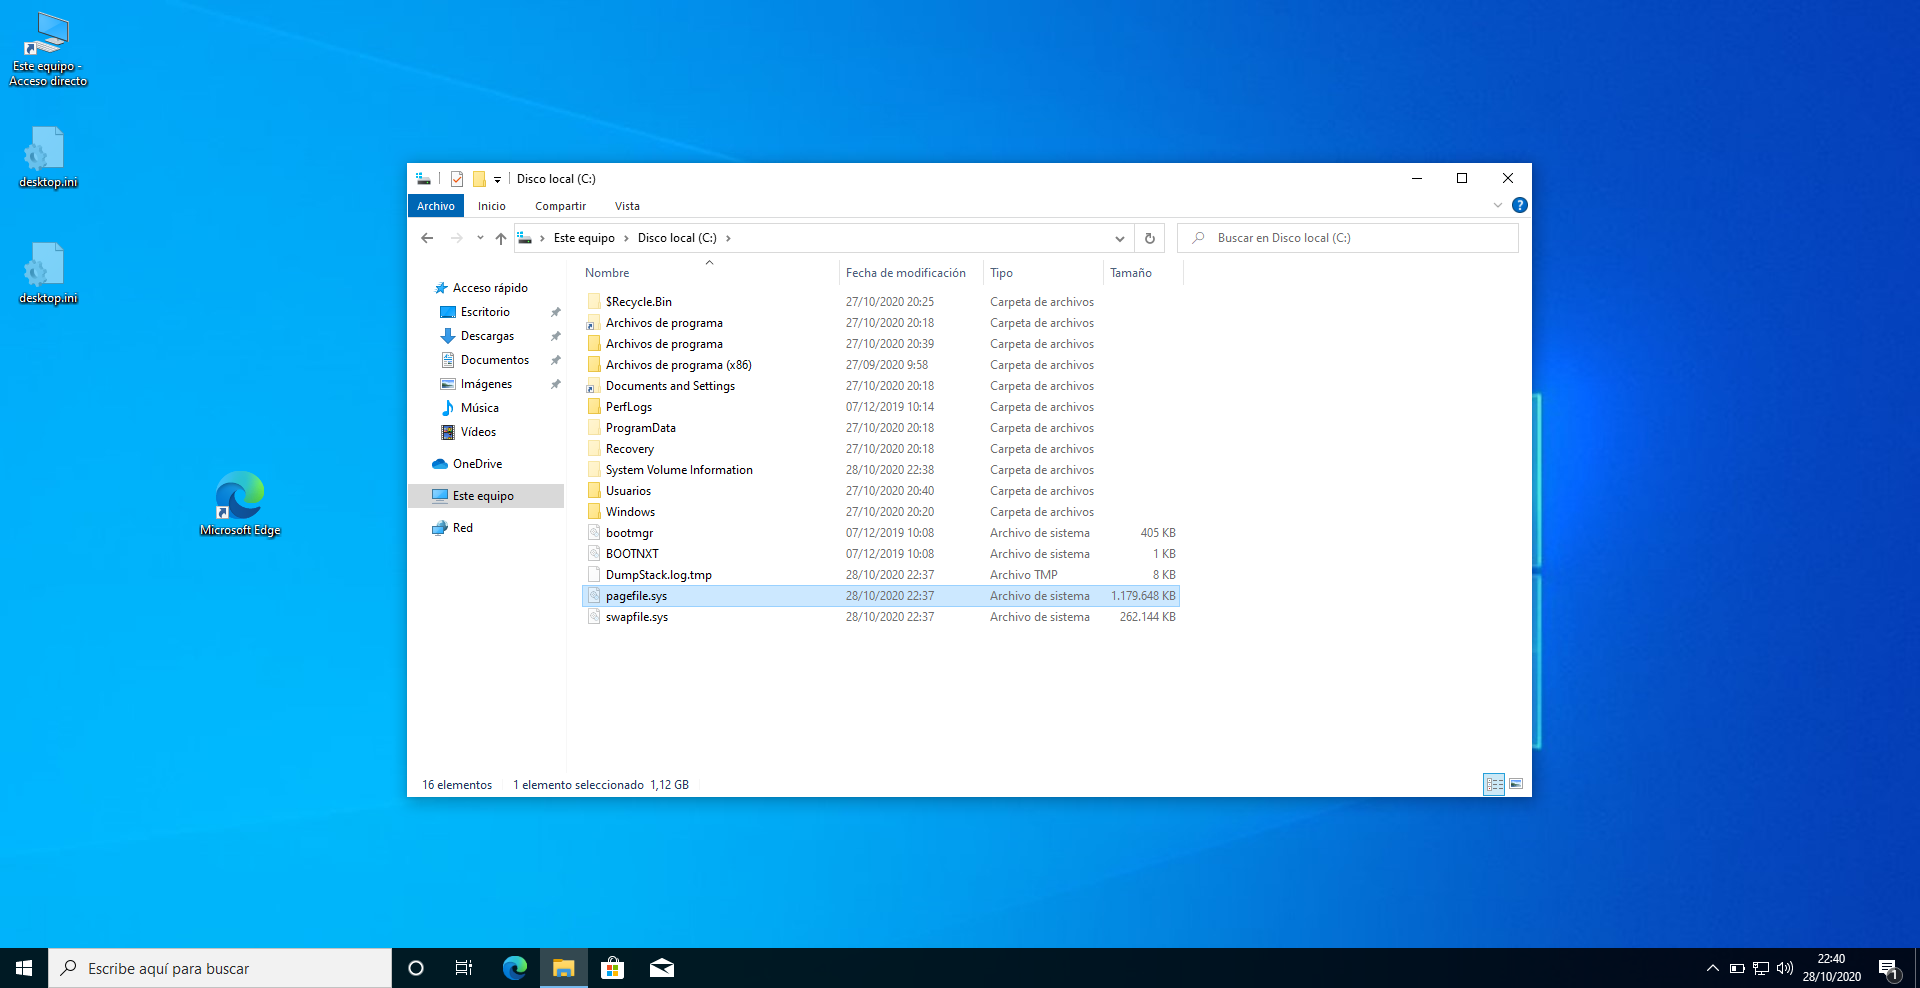 Este equipo -
Acceso directo
desktop.ini
desktop.ini
Microsoft Edge
Disco local (C:)
Archivo Inicio Compartir Vista
Este equipo Disco local (C:)
Buscar en Disco local (C:)
Acceso rápido
Escritorio
Descargas
Documentos
Imágenes
Música
Vídeos
OneDrive
Este equipo
Red
Nombre Fecha de modificación Tipo Tamaño
$Recycle.Bin 27/10/2020 20:25 Carpeta de archivos
Archivos de programa 27/10/2020 20:18 Carpeta de archivos
Archivos de programa 27/10/2020 20:39 Carpeta de archivos
Archivos de programa (x86) 27/09/2020 9:58 Carpeta de archivos
Documents and Settings 27/10/2020 20:18 Carpeta de archivos
PerfLogs 07/12/2019 10:14 Carpeta de archivos
ProgramData 27/10/2020 20:18 Carpeta de archivos
Recovery 27/10/2020 20:18 Carpeta de archivos
System Volume Information 28/10/2020 22:38 Carpeta de archivos
Usuarios 27/10/2020 20:40 Carpeta de archivos
Windows 27/10/2020 20:20 Carpeta de archivos
bootmgr 07/12/2019 10:08 Archivo de sistema 405 KB
BOOTNXT 07/12/2019 10:08 Archivo de sistema 1 KB
DumpStack.log.tmp 28/10/2020 22:37 Archivo TMP 8 KB
pagefile.sys 28/10/2020 22:37 Archivo de sistema 1.179.648 KB
swapfile.sys 28/10/2020 22:37 Archivo de sistema 262.144 KB
16 elementos 1 elemento seleccionado 1,12 GB
Escribe aquí para buscar
22:40
28/10/2020
1